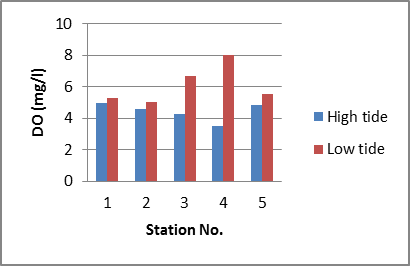 10
8
6
4
2
0
DO (mg/l)
1 2 3 4 5
Station No.
High tide
Low tide